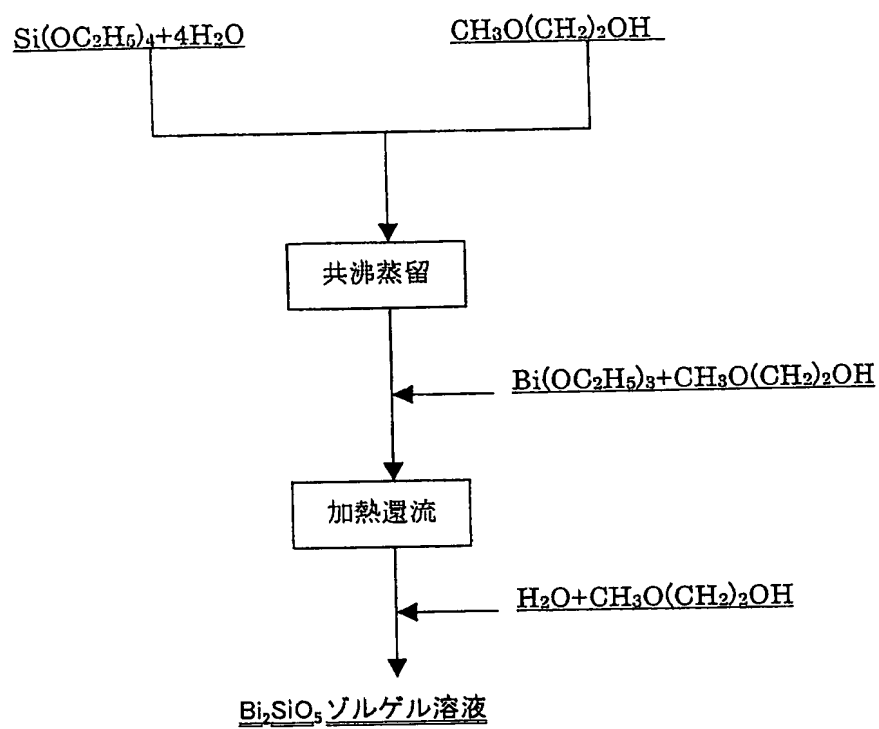 Si(OC₂H₅)₄+4H₂O
CH₃O(CH₂)₂OH
共沸蒸留
Bi(OC₂H₅)₃+CH₃O(CH₂)₂OH
加熱還流
H₂O+CH₃O(CH₂)₂OH
Bi₂SiO₅ゾルゲル溶液